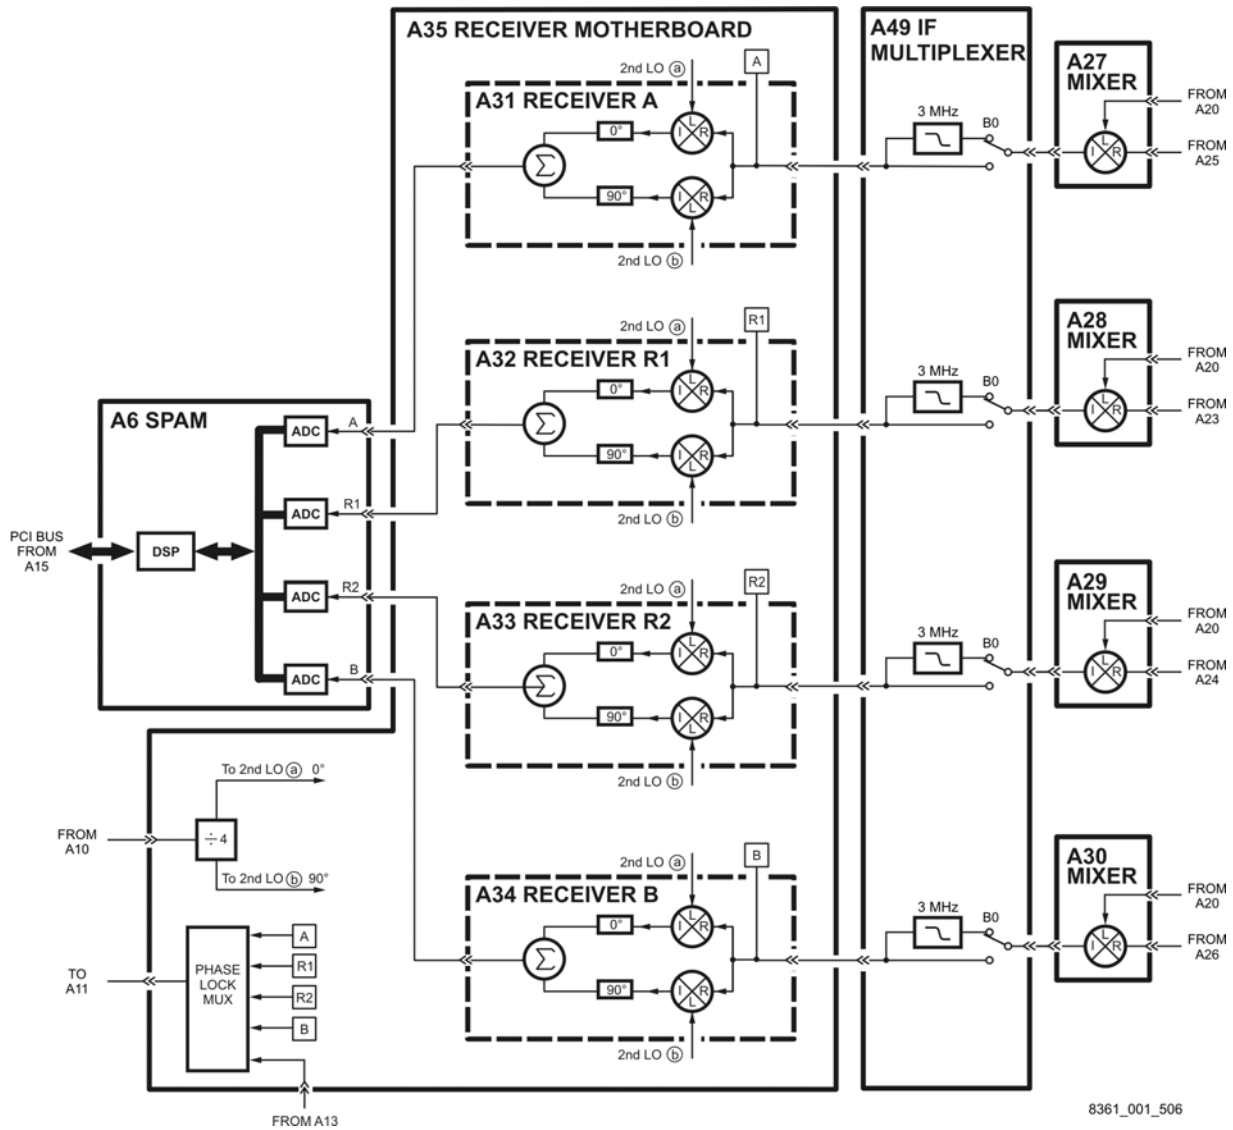 A35 RECEIVER MOTHERBOARD
A49 IF
MULTIPLEXER
A27
MIXER
2nd LO a
A
A31 RECEIVER A
FROM
A20
3 MHz
B0
0°
L
I
R
Σ
L
I
R
FROM
A25
90°
I
R
L
2nd LO b
A28
MIXER
2nd LO a
R1
A32 RECEIVER R1
FROM
A20
3 MHz
B0
0°
L
I
R
Σ
L
I
R
FROM
A23
90°
I
R
L
2nd LO b
A6 SPAM
ADC
A
ADC
R1
PCI BUS
FROM
A15
DSP
ADC
R2
ADC
B
A29
MIXER
2nd LO a
R2
A33 RECEIVER R2
FROM
A20
3 MHz
B0
0°
L
I
R
Σ
L
I
R
FROM
A24
90°
I
R
L
2nd LO b
To 2nd LO a 0°
FROM
A10
÷4
To 2nd LO b 90°
A30
MIXER
2nd LO a
B
A34 RECEIVER B
FROM
A20
3 MHz
B0
0°
L
I
R
Σ
L
I
R
FROM
A26
90°
I
R
L
2nd LO b
TO
A11
PHASE
LOCK
MUX
A
R1
R2
B
FROM A13
8361_001_506